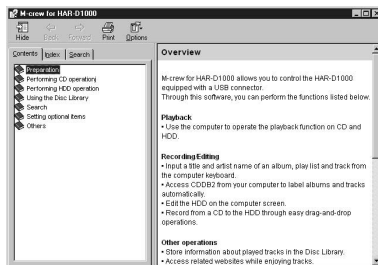 M-crew for HAR-D1000
Hide Back Forward Print Options
Contents Index Search
Preparation
Performing CD operationj
Performing HDD operation
Using the Disc Library
Search
Setting optional items
Others
Overview
M-crew for HAR-D1000 allows you to control the HAR-D1000
equipped with a USB connector.
Through this software, you can perform the functions listed below.
Playback
• Use the computer to operate the playback function on CD and
HDD.
Recording/Editing
• Input a title and artist name of an album, play list and track from
the computer keyboard.
• Access CDDB2 from your computer to label albums and tracks
automatically.
• Edit the HDD on the computer screen.
• Record from a CD to the HDD through easy drag-and-drop
operations.
Other operations
• Store information about played tracks in the Disc Library.
• Access related websites while enjoying tracks.